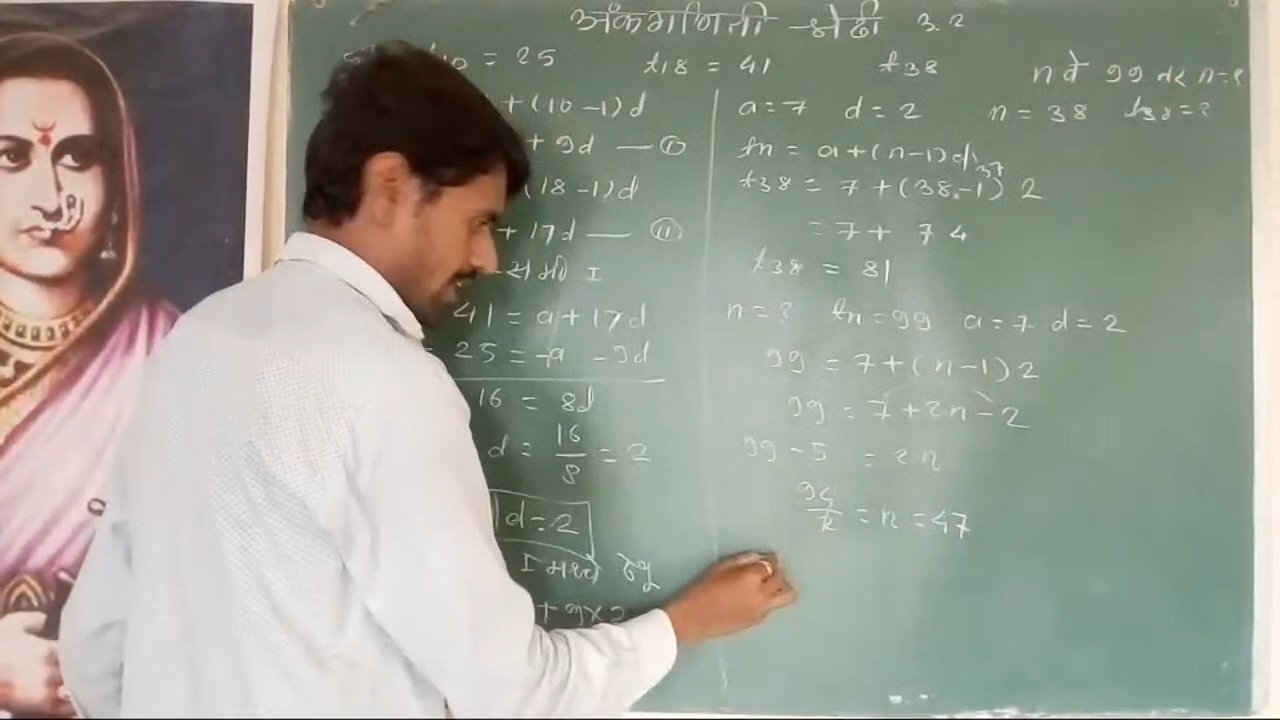 अंकगणिती श्रेढी 3.2
= 25 t18 = 41 t38 n वे 99 तर n=?
+ (10-1)d
+ 9d — I
(18-1)d
+ 17d — II
I
41 = a + 17d
25 = -a - 9d
16 = 8d
d = 16/8 = 2
d = 2
I मध्ये ठेवू
+ 9×2
a = 7 d = 2 n = 38 t38 = ?
tn = a + (n-1)d
37
t38 = 7 + (38-1) 2
= 7 + 74
t38 = 81
n = ? tn = 99 a = 7 d = 2
99 = 7 + (n-1) 2
99 = 7 + 2n - 2
99 - 5 = 2n
94/2 = n = 47